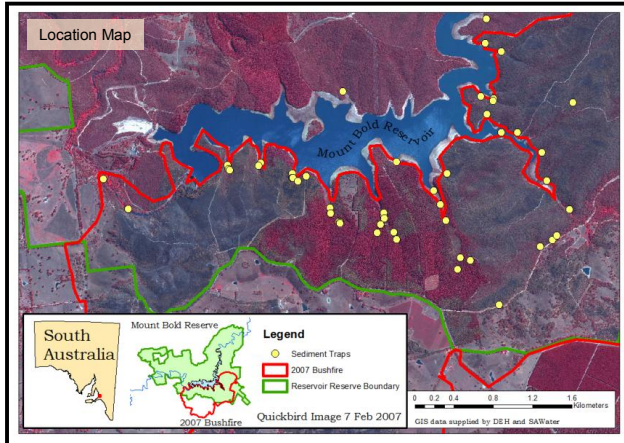 Location Map
Mount Bold Reservoir
South
Australia
Mount Bold Reserve
2007 Bushfire
Legend
Sediment Traps
2007 Bushfire
Reservoir Reserve Boundary
Quickbird Image 7 Feb 2007
0 0.2 0.4 0.8 1.2 1.6
Kilometers
GIS data supplied by DEH and SAWater